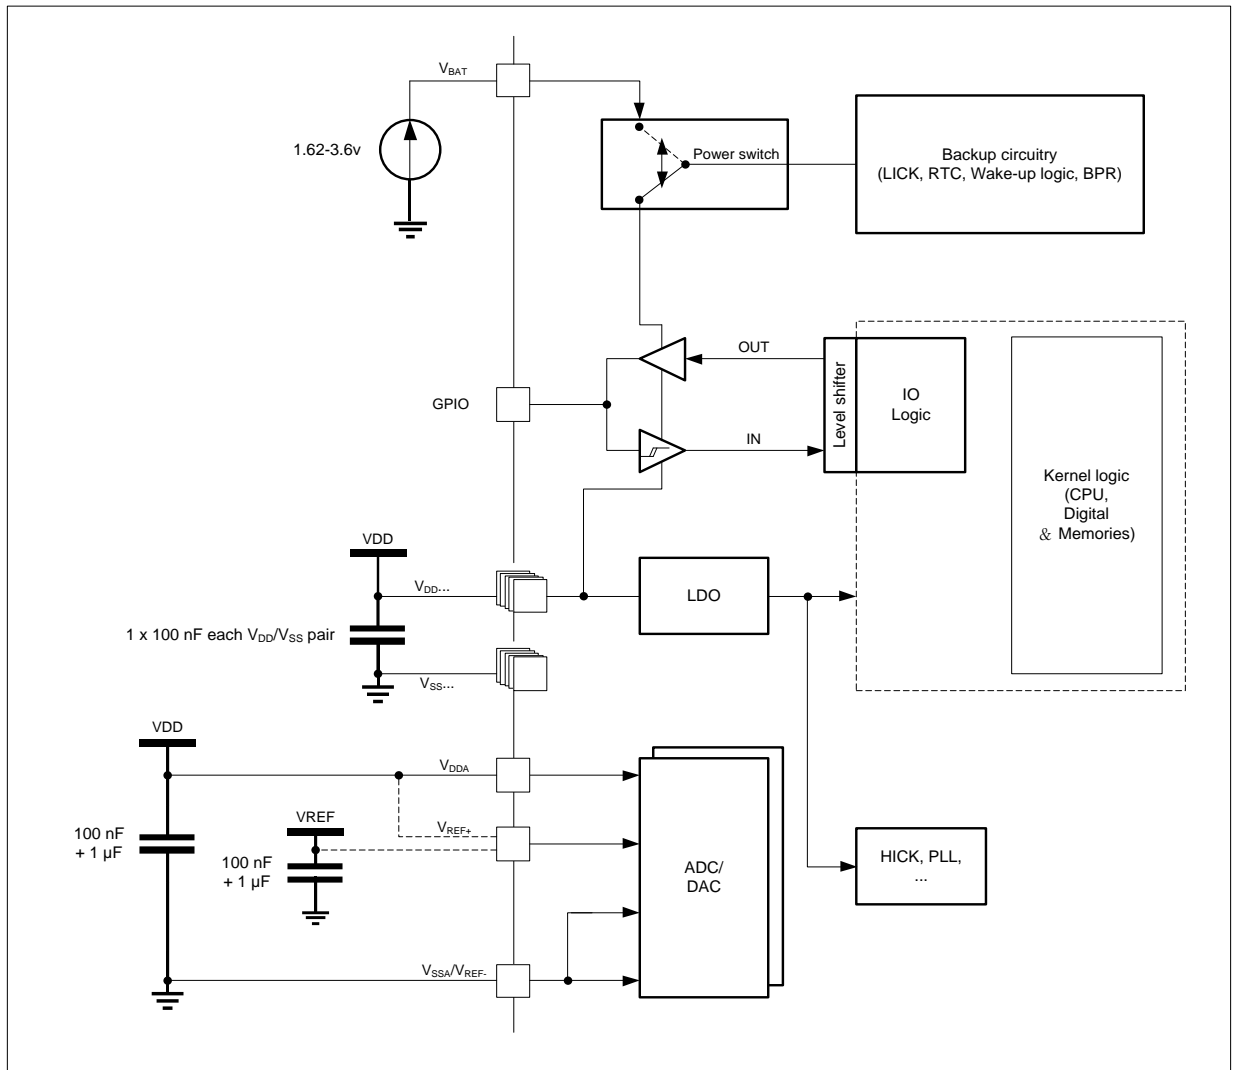 VBAT
1.62-3.6v
Power switch
Backup circuitry
(LICK, RTC, Wake-up logic, BPR)
OUT
GPIO
IN
Level shifter
IO
Logic
Kernel logic
(CPU,
Digital
& Memories)
VDD
VDD...
LDO
1 x 100 nF each VDD/VSS pair
VSS...
VDD
VDDA
VREF
VREF+
100 nF
+ 1 µF
100 nF
+ 1 µF
ADC/
DAC
HICK, PLL,
...
VSSA/VREF-